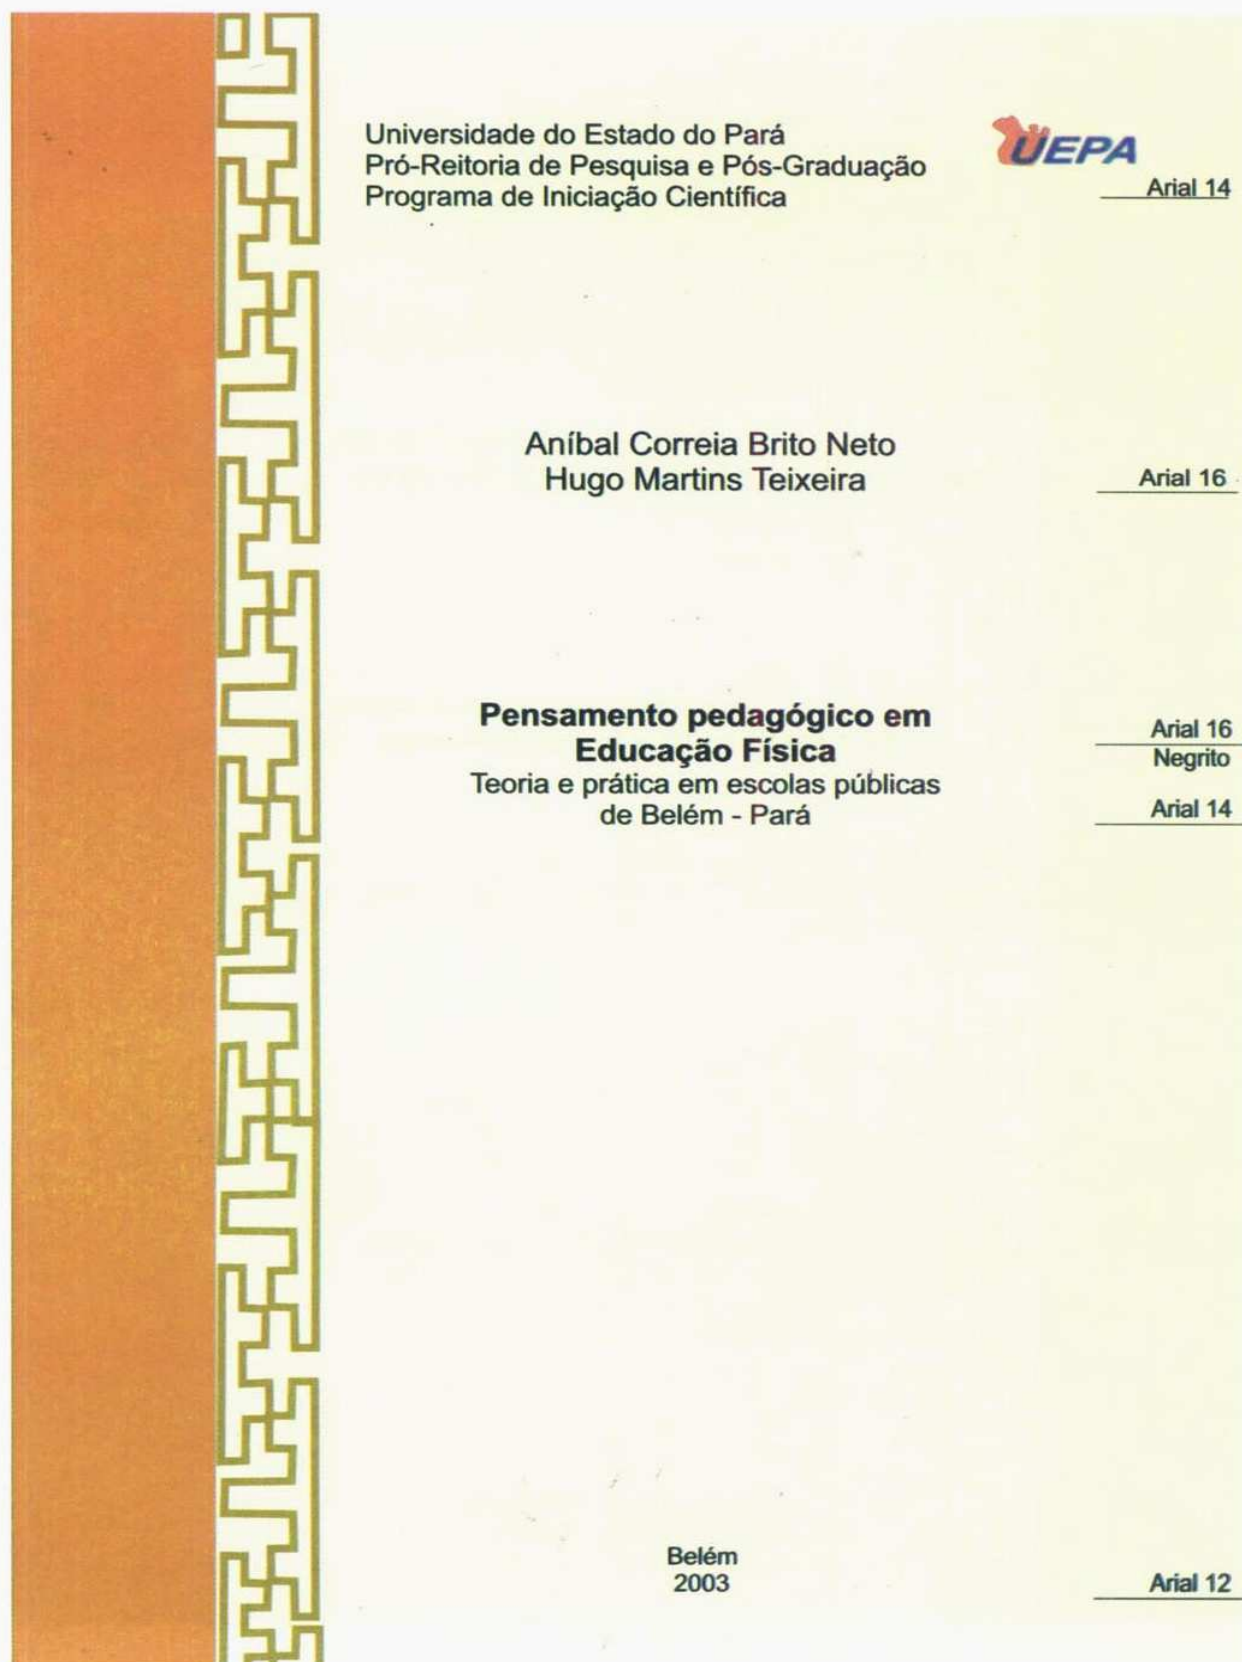 Universidade do Estado do Pará
Pró-Reitoria de Pesquisa e Pós-Graduação
Programa de Iniciação Científica
UEPA
Arial 14
Aníbal Correia Brito Neto
Hugo Martins Teixeira
Arial 16
Pensamento pedagógico em
Educação Física
Teoria e prática em escolas públicas
de Belém - Pará
Arial 16
Negrito
Arial 14
Belém
2003
Arial 12